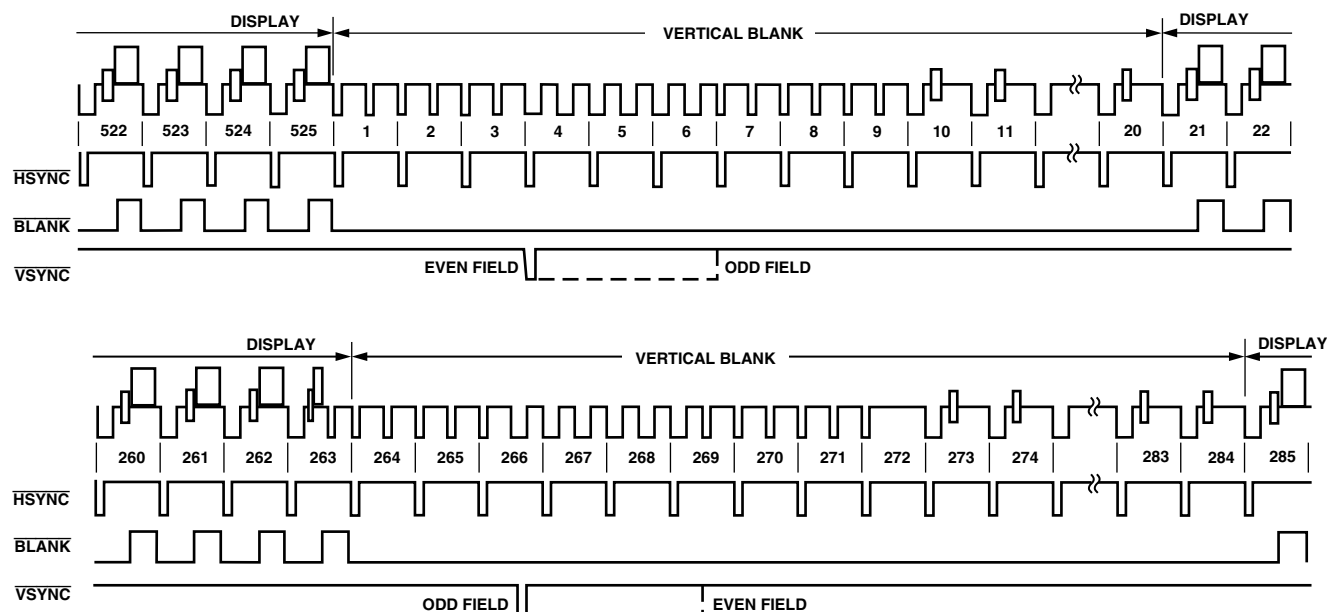 DISPLAY VERTICAL BLANK DISPLAY
522 523 524 525 1 2 3 4 5 6 7 8 9 10 11 20 21 22
HSYNC
BLANK
EVEN FIELD ODD FIELD
VSYNC
DISPLAY VERTICAL BLANK DISPLAY
260 261 262 263 264 265 266 267 268 269 270 271 272 273 274 283 284 285
HSYNC
BLANK
VSYNC
ODD FIELD EVEN FIELD